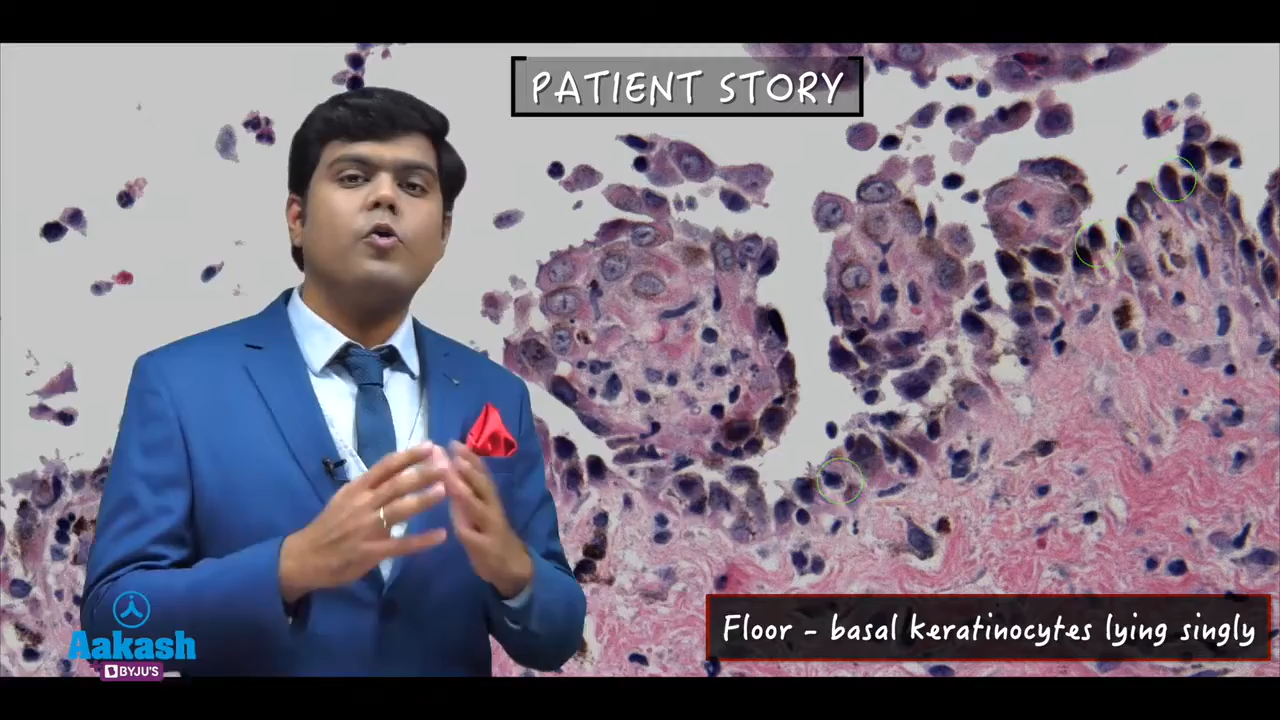 PATIENT STORY
Floor - basal keratinocytes lying singly
Aakash
BYJU'S